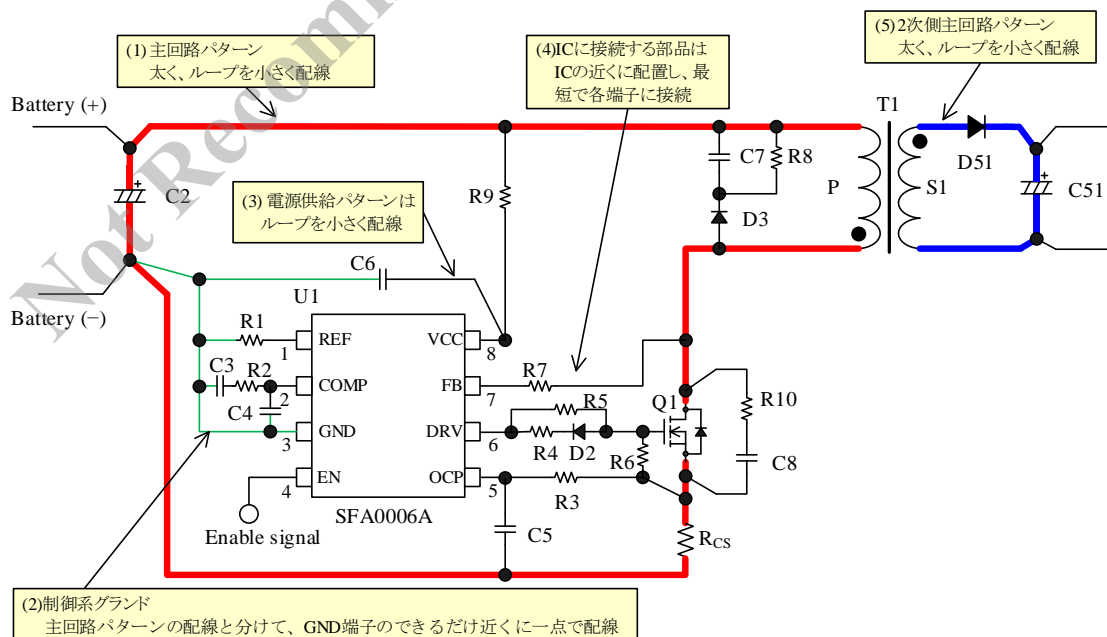 (1) 主回路パターン
太く、ループを小さく配線
(4)ICに接続する部品は
ICの近くに配置し、最
短で各端子に接続
(5)2次側主回路パターン
太く、ループを小さく配線
Battery (+)
T1
C7
R8
D51
C2
R9
P
S1
C51
(3) 電源供給パターンは
ループを小さく配線
D3
C6
Battery (−)
U1
R1
1
REF
VCC
8
C3
R2
COMP
FB
R7
2
7
C4
R5
Q1
R10
3
GND
DRV
6
R4
D2
R6
C8
EN
OCP
4
5
R3
SFA0006A
Enable signal
C5
RCS
(2)制御系グランド
主回路パターンの配線と分けて、GND端子のできるだけ近くに一点で配線
Not Recom